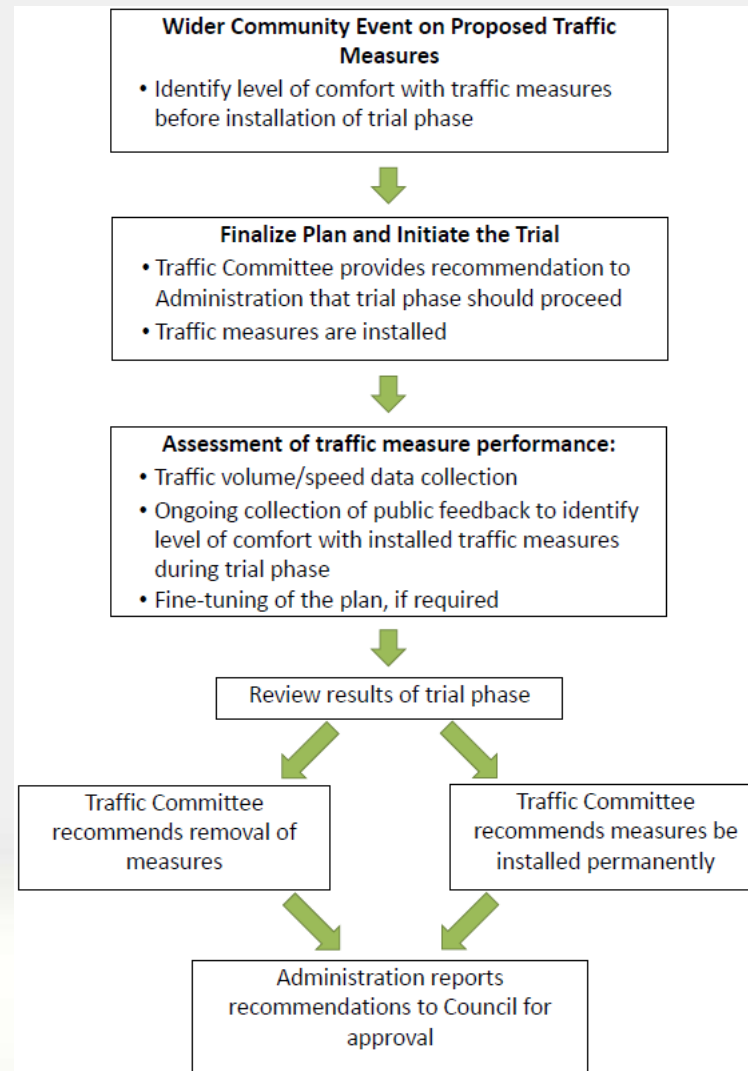 Wider Community Event on Proposed Traffic
Measures
• Identify level of comfort with traffic measures
before installation of trial phase
Finalize Plan and Initiate the Trial
• Traffic Committee provides recommendation to
Administration that trial phase should proceed
• Traffic measures are installed
Assessment of traffic measure performance:
• Traffic volume/speed data collection
• Ongoing collection of public feedback to identify
level of comfort with installed traffic measures
during trial phase
• Fine-tuning of the plan, if required
Review results of trial phase
Traffic Committee
recommends removal of
measures
Traffic Committee
recommends measures be
installed permanently
Administration reports
recommendations to Council for
approval